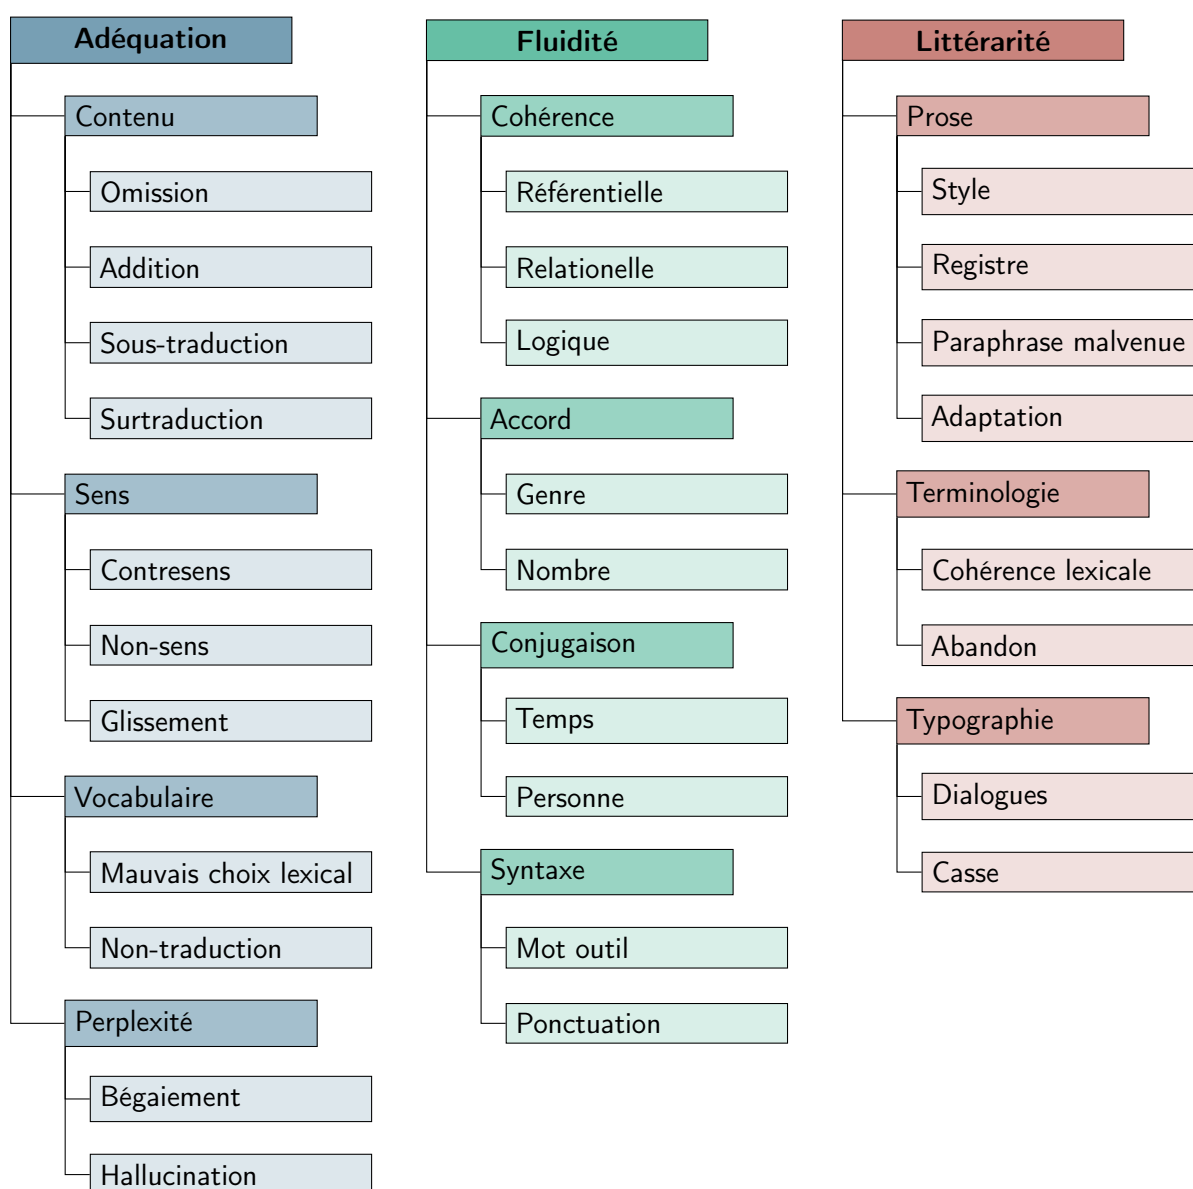 Adéquation
Contenu
Omission
Addition
Sous-traduction
Surtraduction
Sens
Contresens
Non-sens
Glissement
Vocabulaire
Mauvais choix lexical
Non-traduction
Perplexité
Bégaiement
Hallucination
Fluidité
Cohérence
Référentielle
Relationelle
Logique
Accord
Genre
Nombre
Conjugaison
Temps
Personne
Syntaxe
Mot outil
Ponctuation
Littérarité
Prose
Style
Registre
Paraphrase malvenue
Adaptation
Terminologie
Cohérence lexicale
Abandon
Typographie
Dialogues
Casse